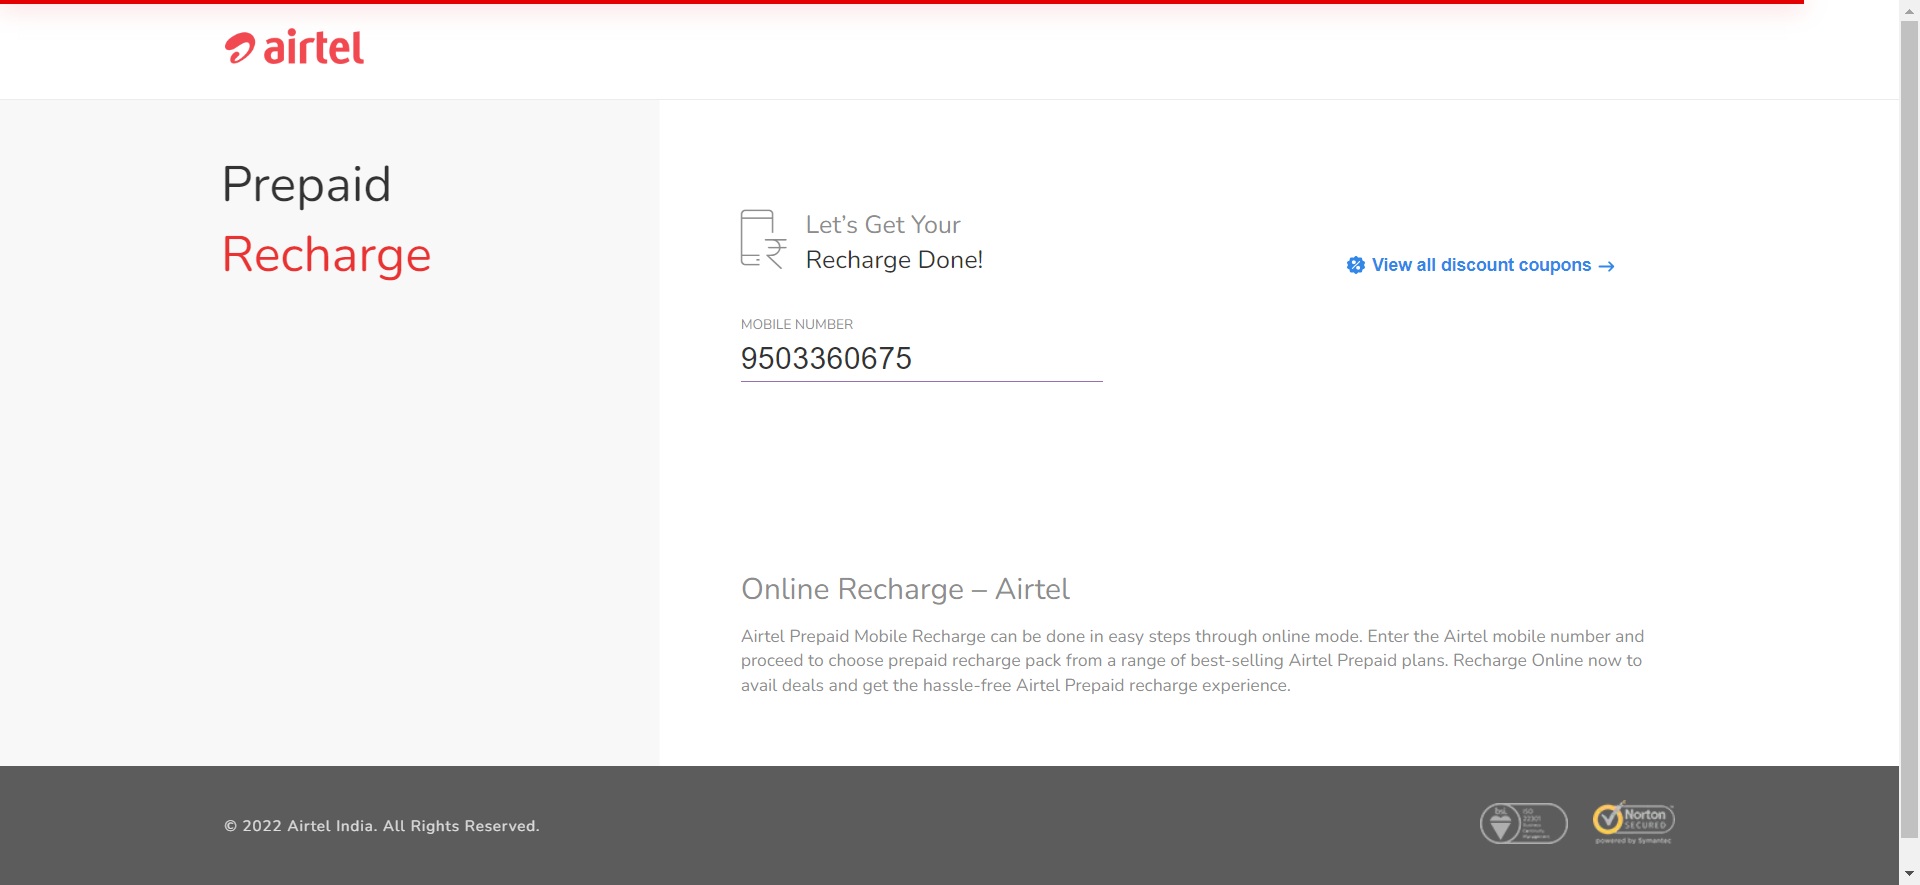 airtel
Prepaid
Recharge
Let’s Get Your
Recharge Done!
View all discount coupons →
MOBILE NUMBER
9503360675
Online Recharge – Airtel
Airtel Prepaid Mobile Recharge can be done in easy steps through online mode. Enter the Airtel mobile number and
proceed to choose prepaid recharge pack from a range of best-selling Airtel Prepaid plans. Recharge Online now to
avail deals and get the hassle-free Airtel Prepaid recharge experience.
© 2022 Airtel India. All Rights Reserved.
bsi.
ISO
22301
Business
Continuity
Management
Norton
SECURED
powered by Symantec